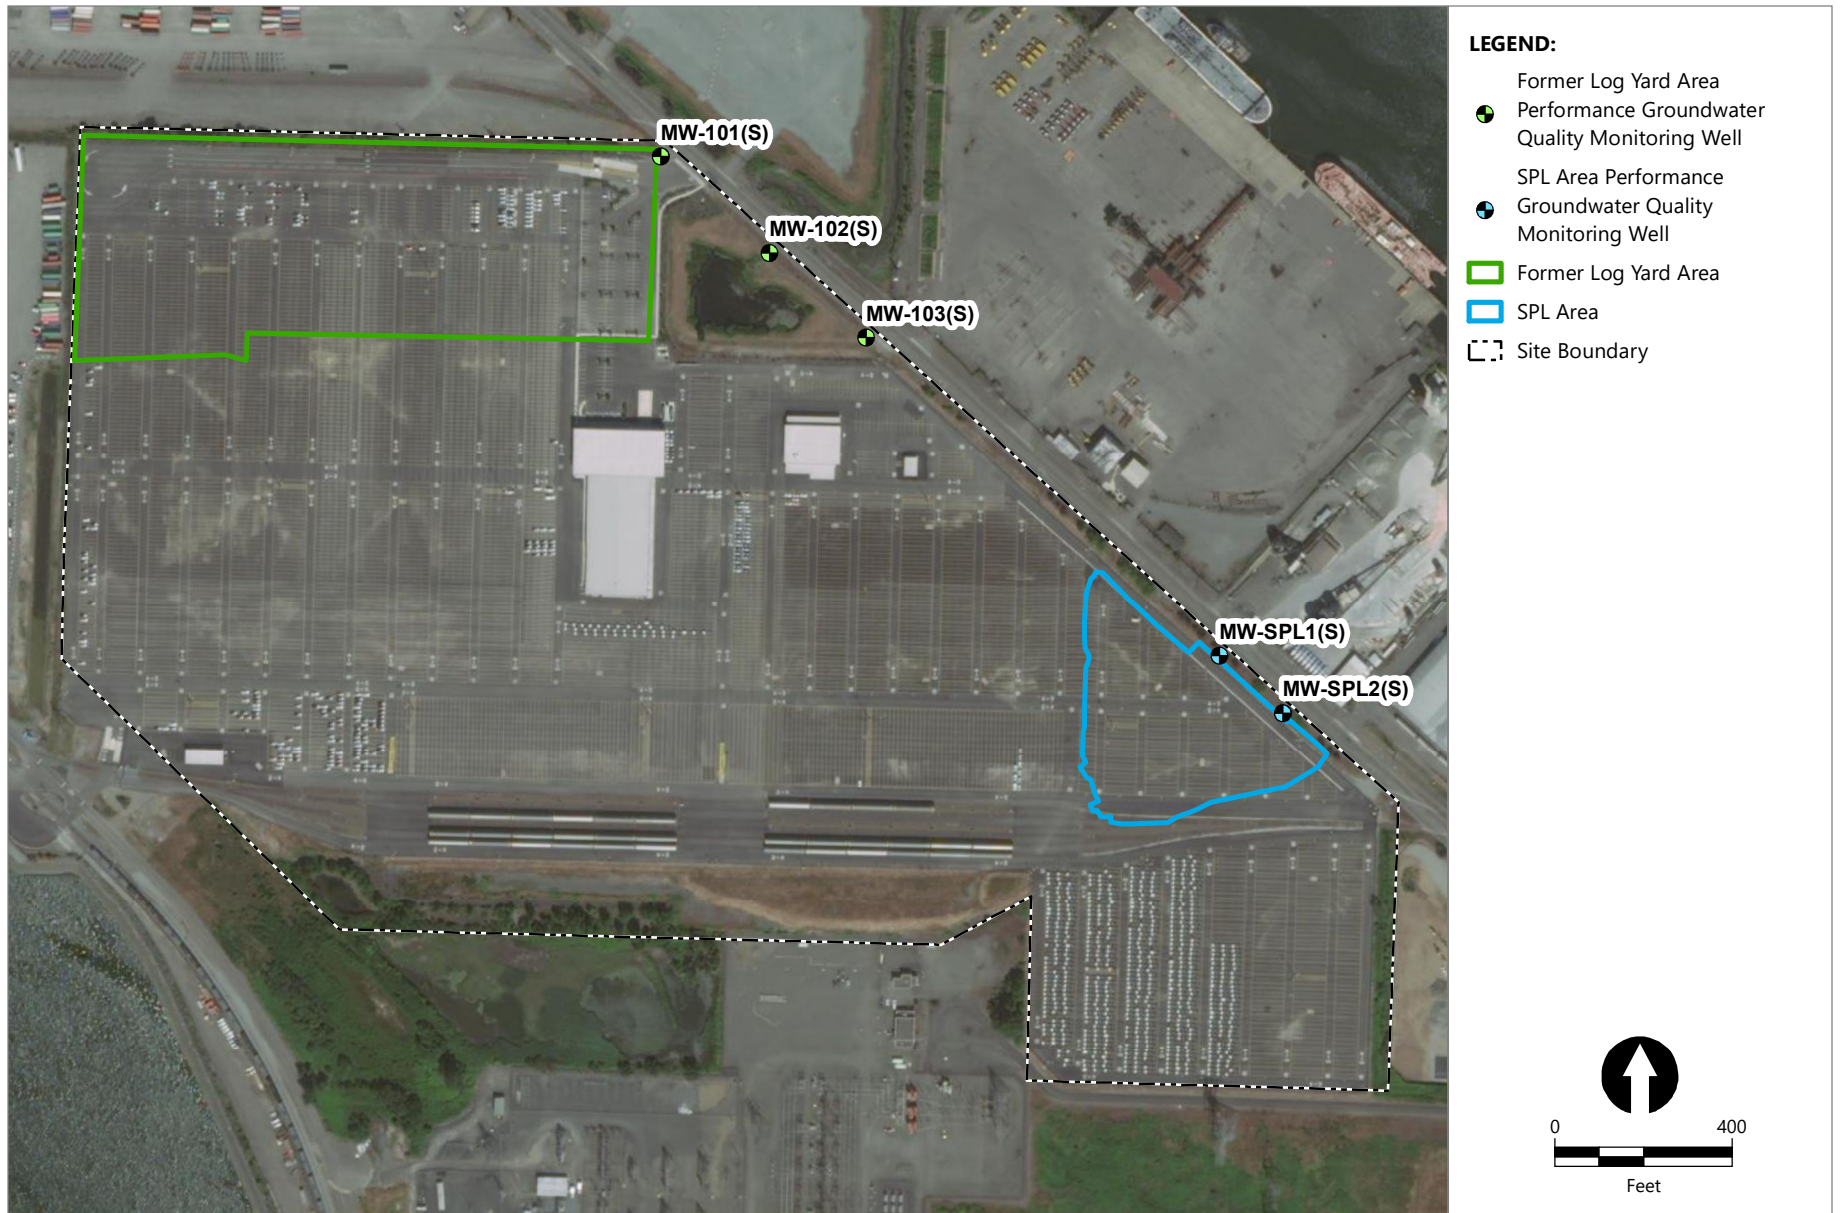 MW-101(S)
MW-102(S)
MW-103(S)
MW-SPL1(S)
MW-SPL2(S)
LEGEND:
Former Log Yard Area
Performance Groundwater
Quality Monitoring Well
SPL Area Performance
Groundwater Quality
Monitoring Well
Former Log Yard Area
SPL Area
Site Boundary
0 400
Feet